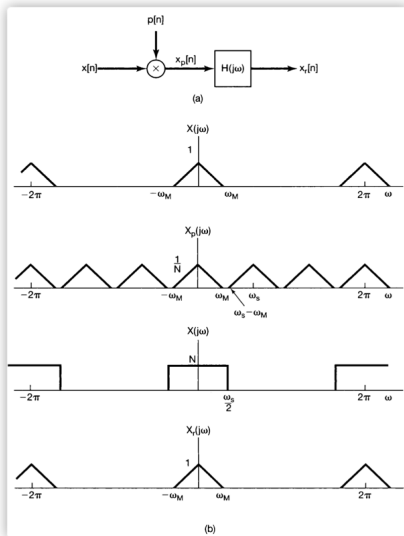 p[n]
x[n] × x_p[n] H(jω) x_r[n]
(a)
X(jω)
1
−2π −ω_M ω_M 2π ω
X_p(jω)
1/N
−2π −ω_M ω_M ω_s 2π ω
ω_s−ω_M
X(jω)
N
−2π ω_s/2 2π ω
X_r(jω)
1
−2π −ω_M ω_M 2π ω
(b)